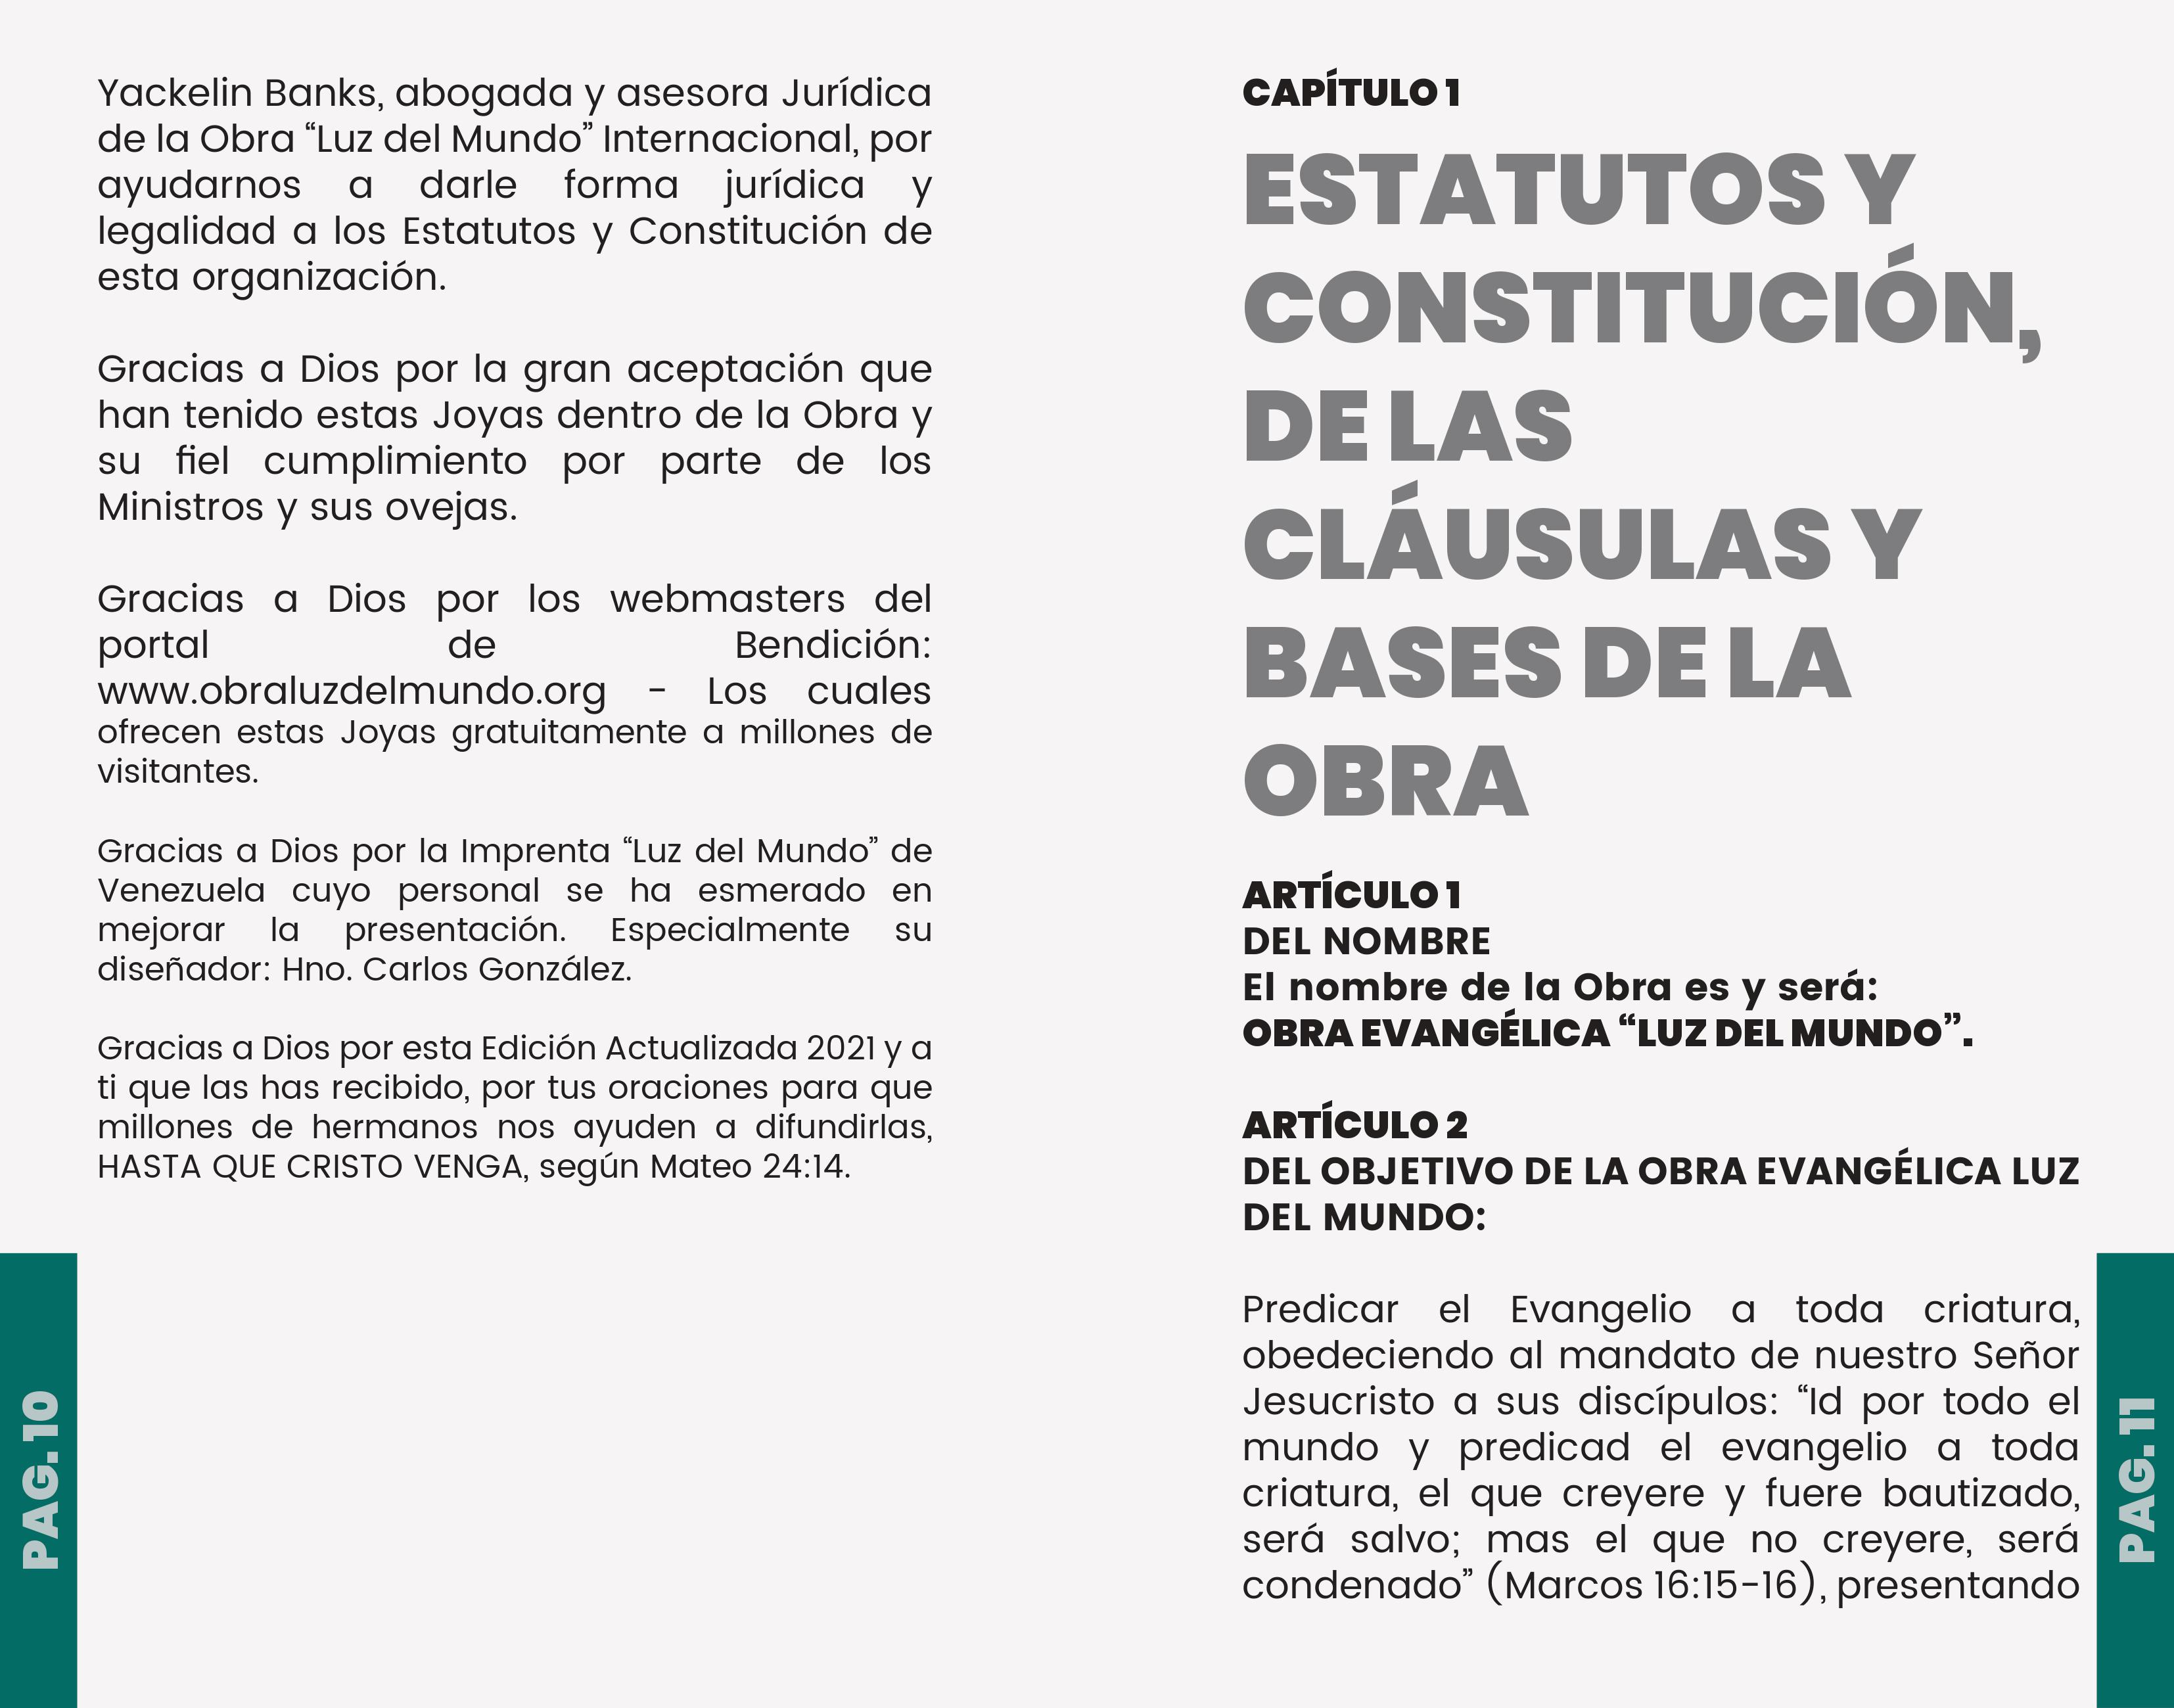 Yackelin Banks, abogada y asesora Jurídica
de la Obra “Luz del Mundo” Internacional, por
ayudarnos a darle forma jurídica y
legalidad a los Estatutos y Constitución de
esta organización.
Gracias a Dios por la gran aceptación que
han tenido estas Joyas dentro de la Obra y
su fiel cumplimiento por parte de los
Ministros y sus ovejas.
Gracias a Dios por los webmasters del
portal de Bendición:
www.obraluzdelmundo.org - Los cuales
ofrecen estas Joyas gratuitamente a millones de
visitantes.
Gracias a Dios por la Imprenta “Luz del Mundo” de
Venezuela cuyo personal se ha esmerado en
mejorar la presentación. Especialmente su
diseñador: Hno. Carlos González.
Gracias a Dios por esta Edición Actualizada 2021 y a
ti que las has recibido, por tus oraciones para que
millones de hermanos nos ayuden a difundirlas,
HASTA QUE CRISTO VENGA, según Mateo 24:14.
PAG. 10
CAPÍTULO 1
ESTATUTOS Y
CONSTITUCIÓN,
DE LAS
CLÁUSULAS Y
BASES DE LA
OBRA
ARTÍCULO 1
DEL NOMBRE
El nombre de la Obra es y será:
OBRA EVANGÉLICA “LUZ DEL MUNDO”.
ARTÍCULO 2
DEL OBJETIVO DE LA OBRA EVANGÉLICA LUZ
DEL MUNDO:
Predicar el Evangelio a toda criatura,
obedeciendo al mandato de nuestro Señor
Jesucristo a sus discípulos: “Id por todo el
mundo y predicad el evangelio a toda
criatura, el que creyere y fuere bautizado,
será salvo; mas el que no creyere, será
condenado” (Marcos 16:15-16), presentando
PAG. 11